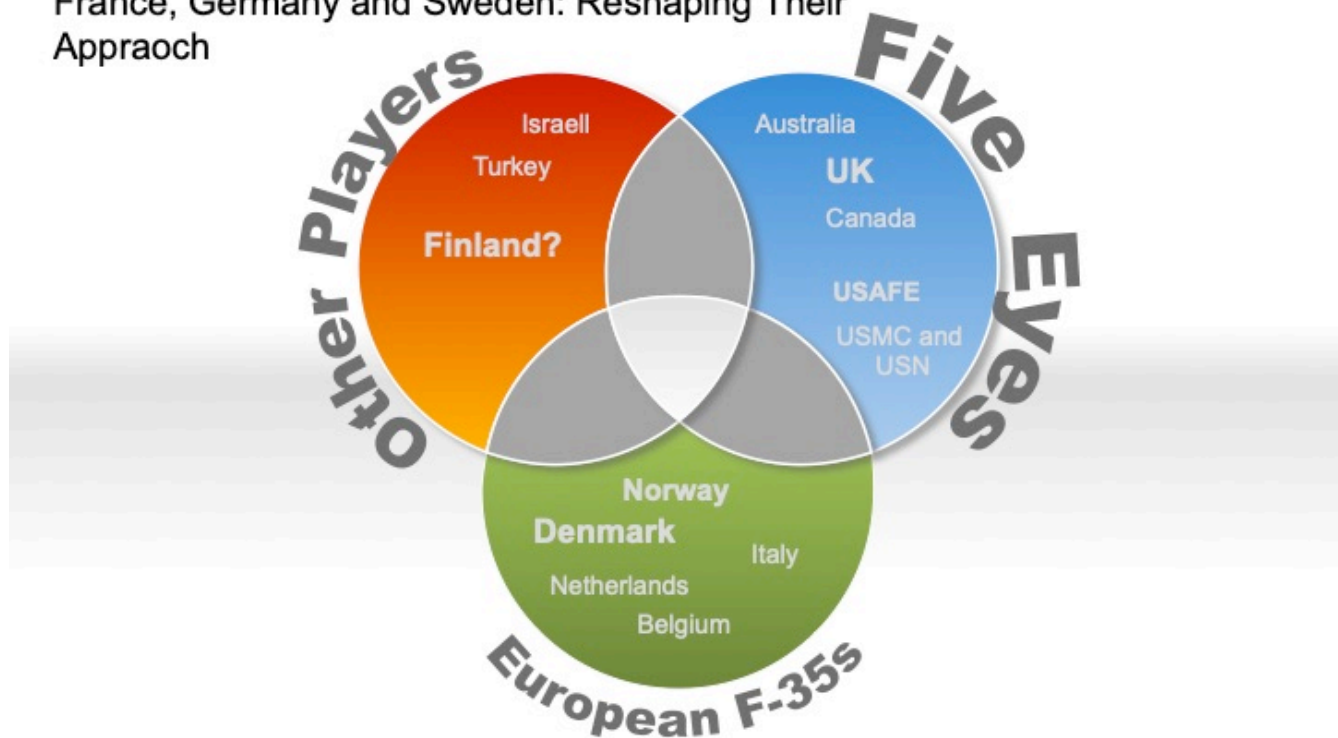 France, Germany and Sweden: Reshaping Their
Appraoch
Other Players
Israell
Turkey
Finland?
Five Eyes
Australia
UK
Canada
USAFE
USMC and
USN
Norway
Denmark
Italy
Netherlands
Belgium
European F-35s